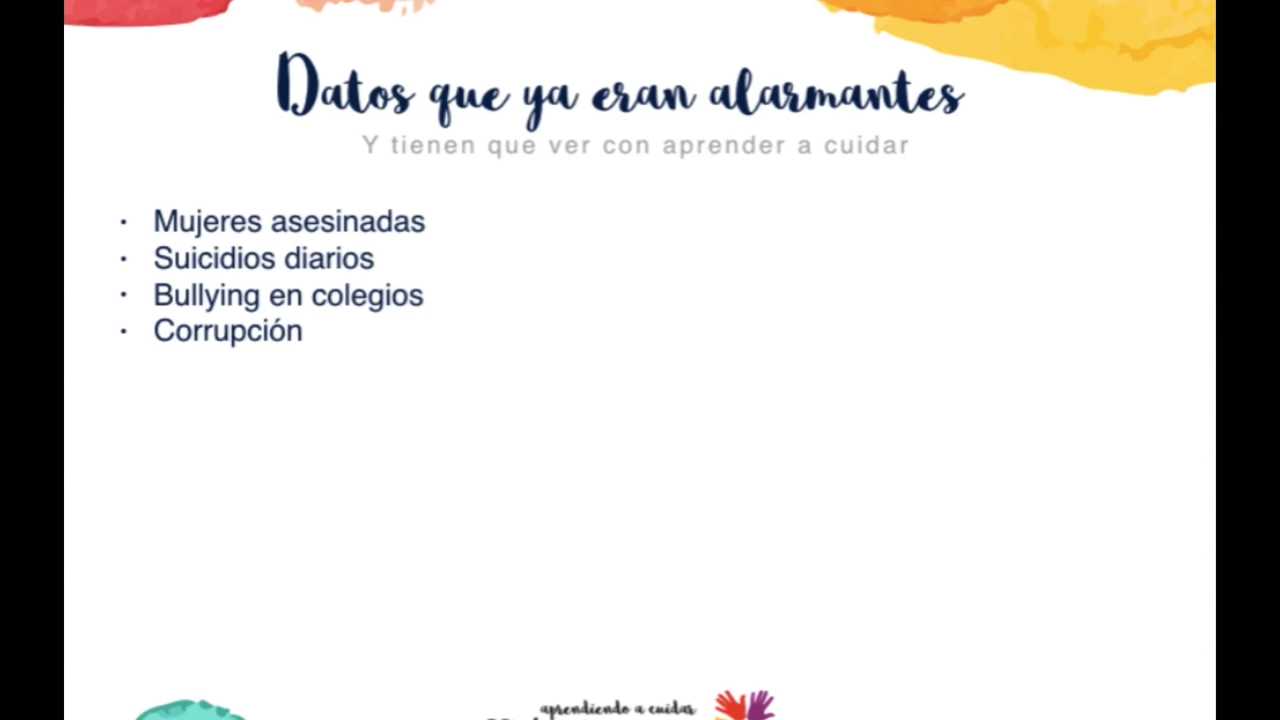 Datos que ya eran alarmantes
Y tienen que ver con aprender a cuidar
· Mujeres asesinadas
· Suicidios diarios
· Bullying en colegios
· Corrupción
aprendiendo a cuidar